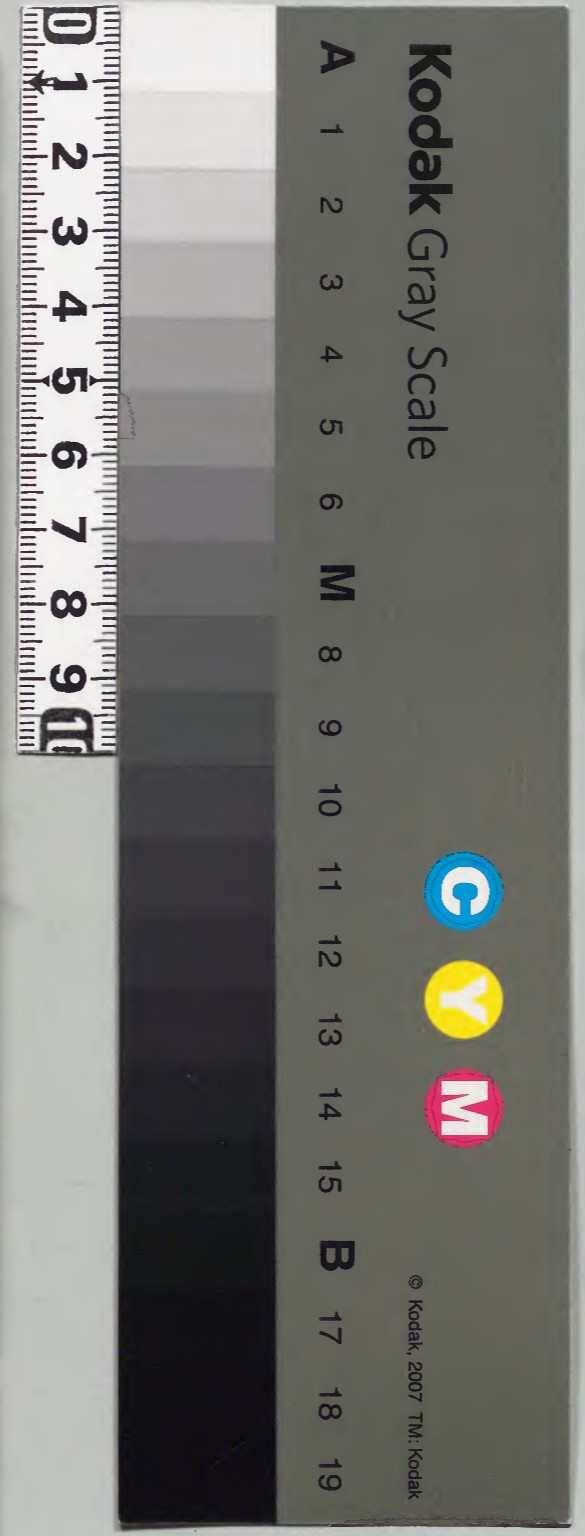 Kodak Gray Scale
C Y M
© Kodak, 2007 TM: Kodak
A 1 2 3 4 5 6 M 8 9 10 11 12 13 14 15 B 17 18 19
0 1 2 3 4 5 6 7 8 9 10